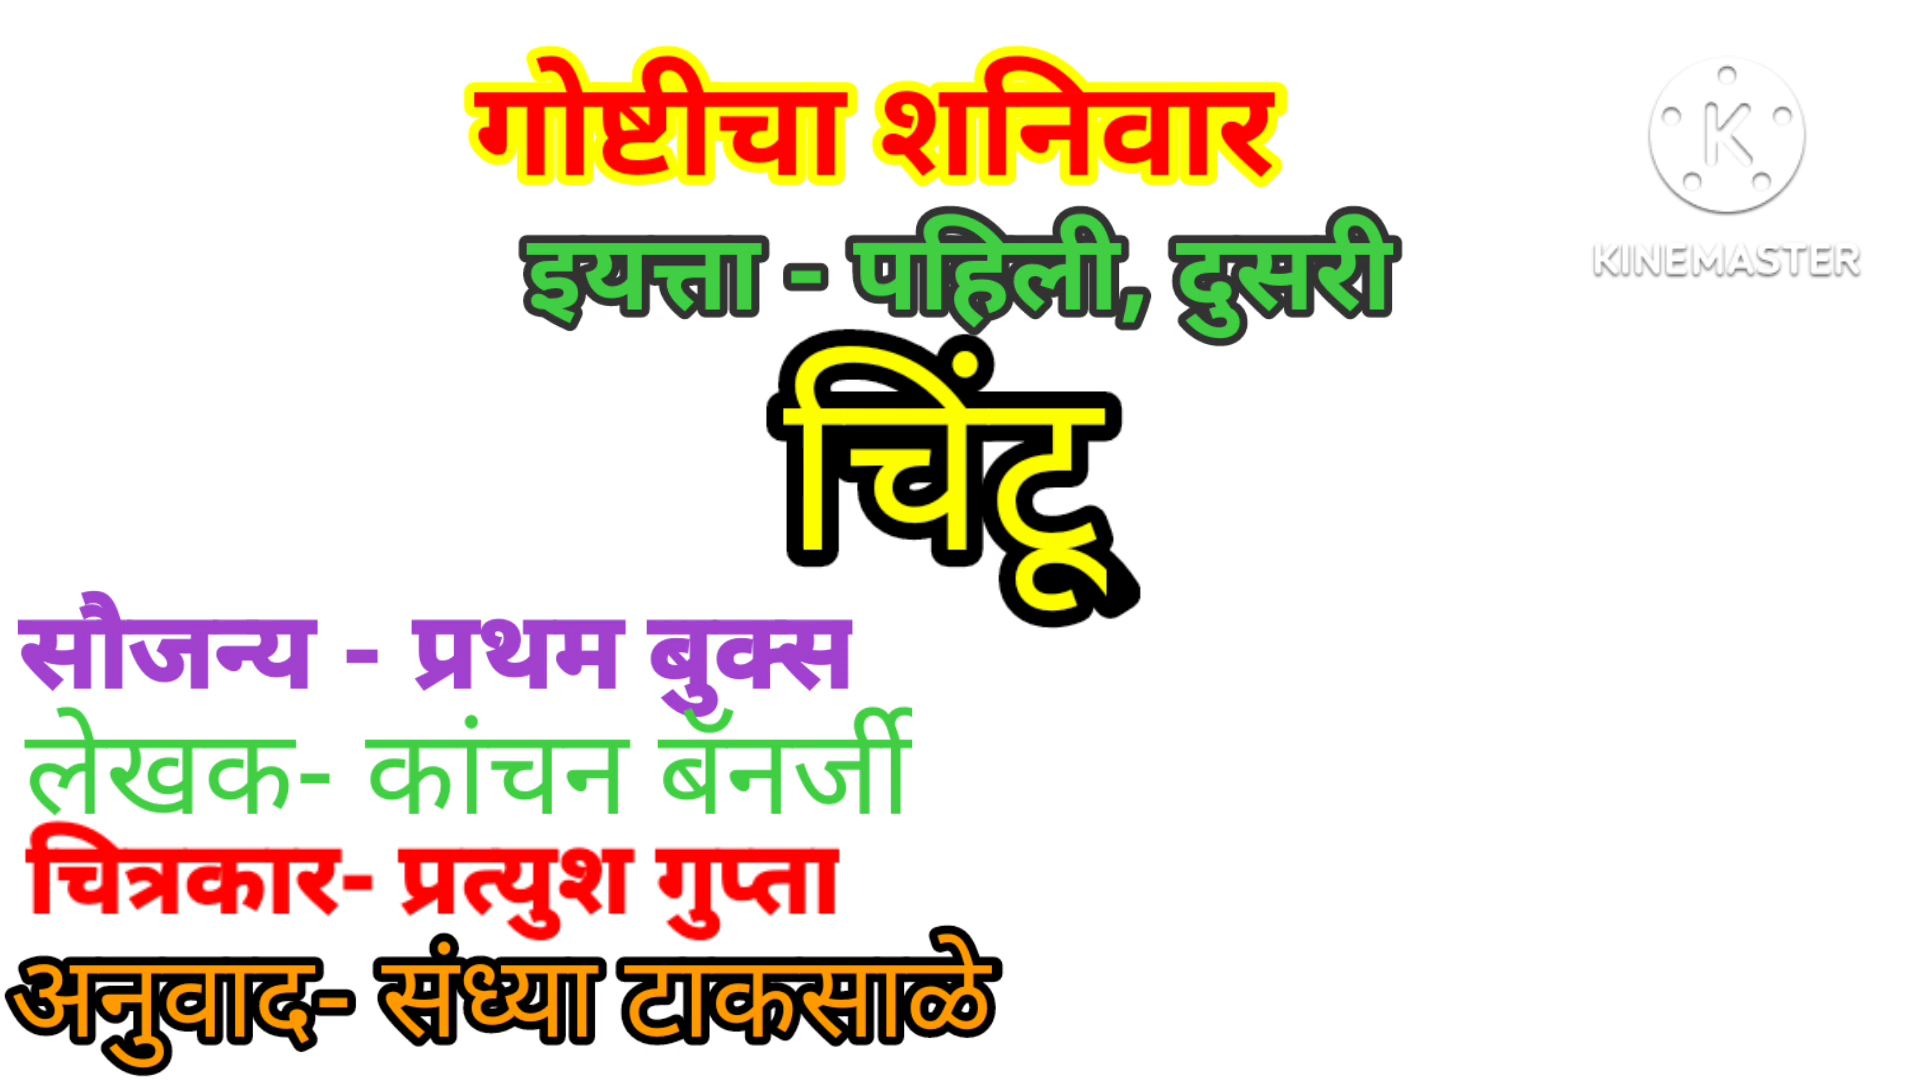 गोष्टीचा शनिवार
इयत्ता - पहिली, दुसरी
चिंटू
सौजन्य - प्रथम बुक्स
लेखक- कांचन बॅनर्जी
चित्रकार- प्रत्युश गुप्ता
अनुवाद- संध्या टाकसाळे
K
KINEMASTER